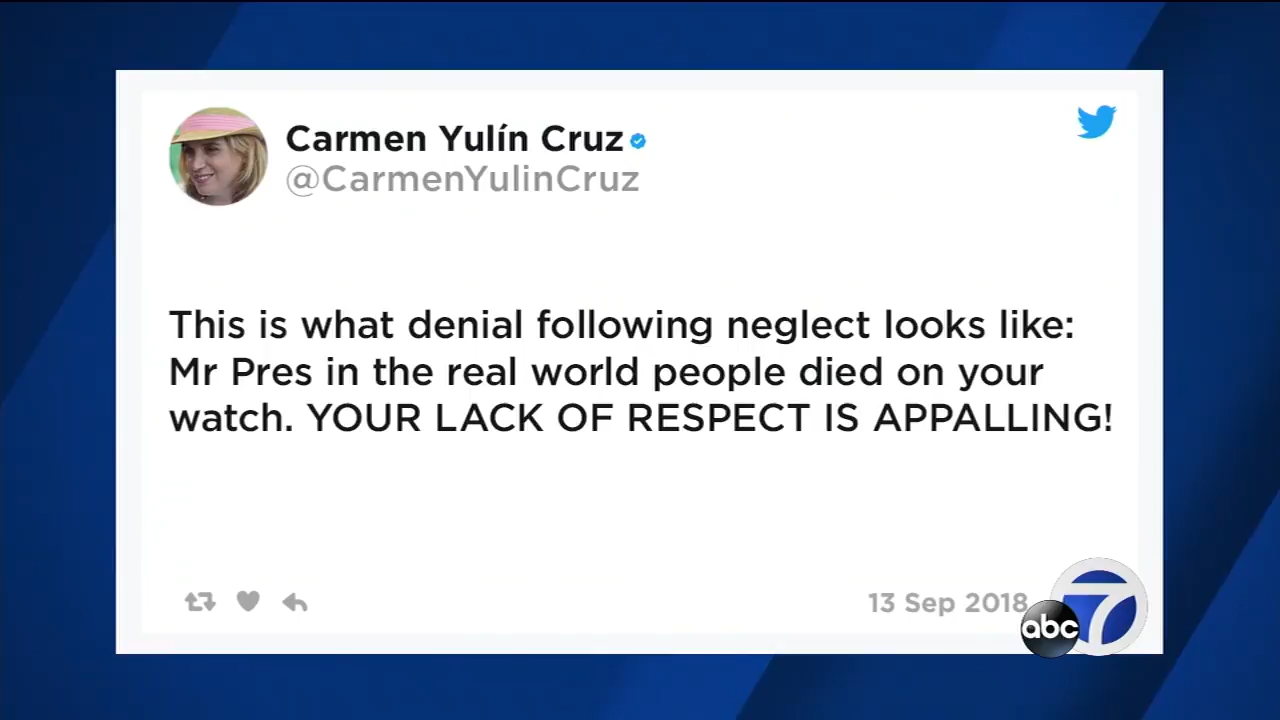 Carmen Yulín Cruz
@CarmenYulinCruz
This is what denial following neglect looks like:
Mr Pres in the real world people died on your
watch. YOUR LACK OF RESPECT IS APPALLING!
13 Sep 2018
abc 7